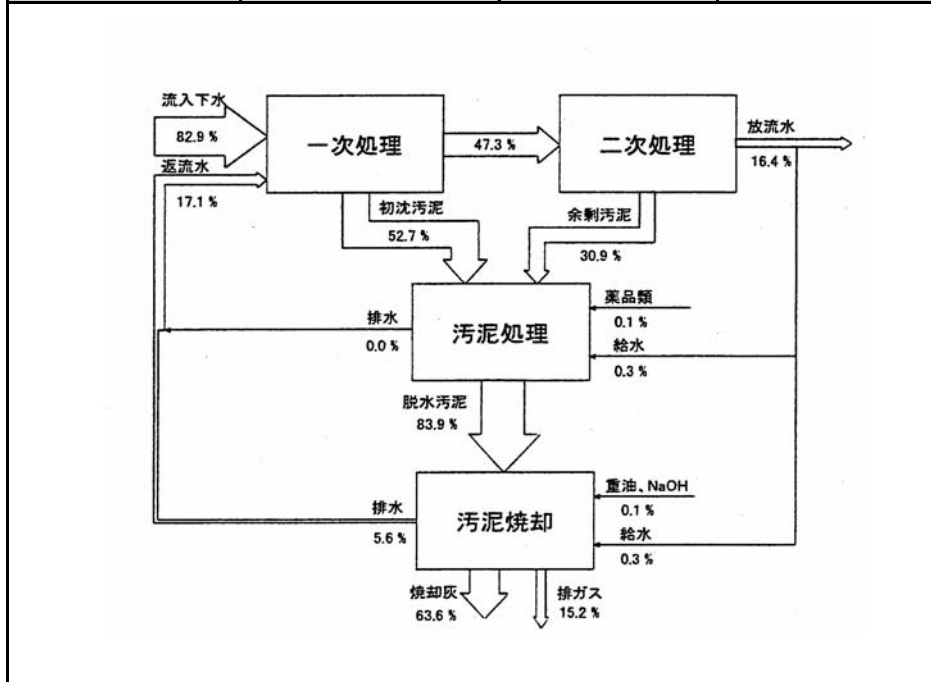 流入下水
82.9 %
返流水
17.1 %
一次処理
47.3 %
二次処理
放流水
16.4 %
初沈汚泥
52.7 %
余剰汚泥
30.9 %
汚泥処理
薬品類
0.1 %
給水
0.3 %
排水
0.0 %
脱水汚泥
83.9 %
汚泥焼却
重油、NaOH
0.1 %
給水
0.3 %
排水
5.6 %
焼却灰
63.6 %
排ガス
15.2 %